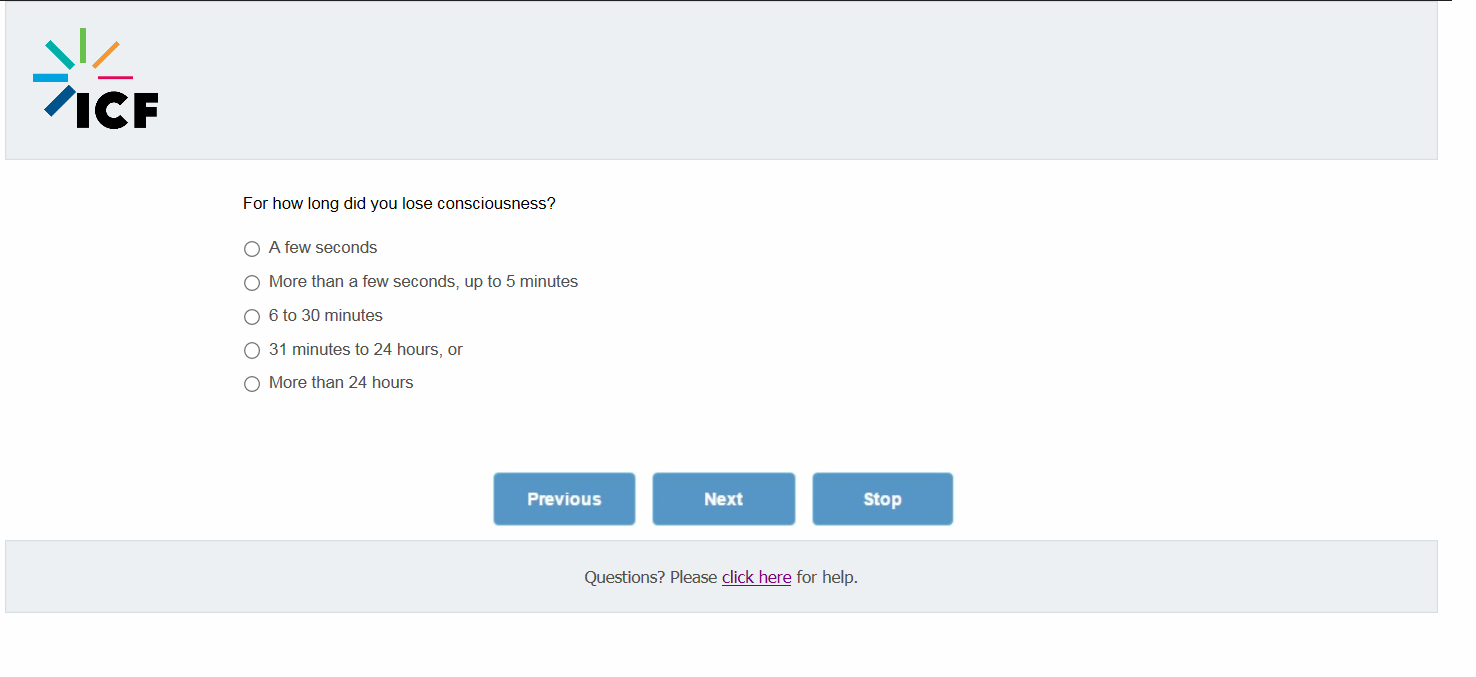 ICF
For how long did you lose consciousness?
A few seconds
More than a few seconds, up to 5 minutes
6 to 30 minutes
31 minutes to 24 hours, or
More than 24 hours
Previous Next Stop
Questions? Please click here for help.